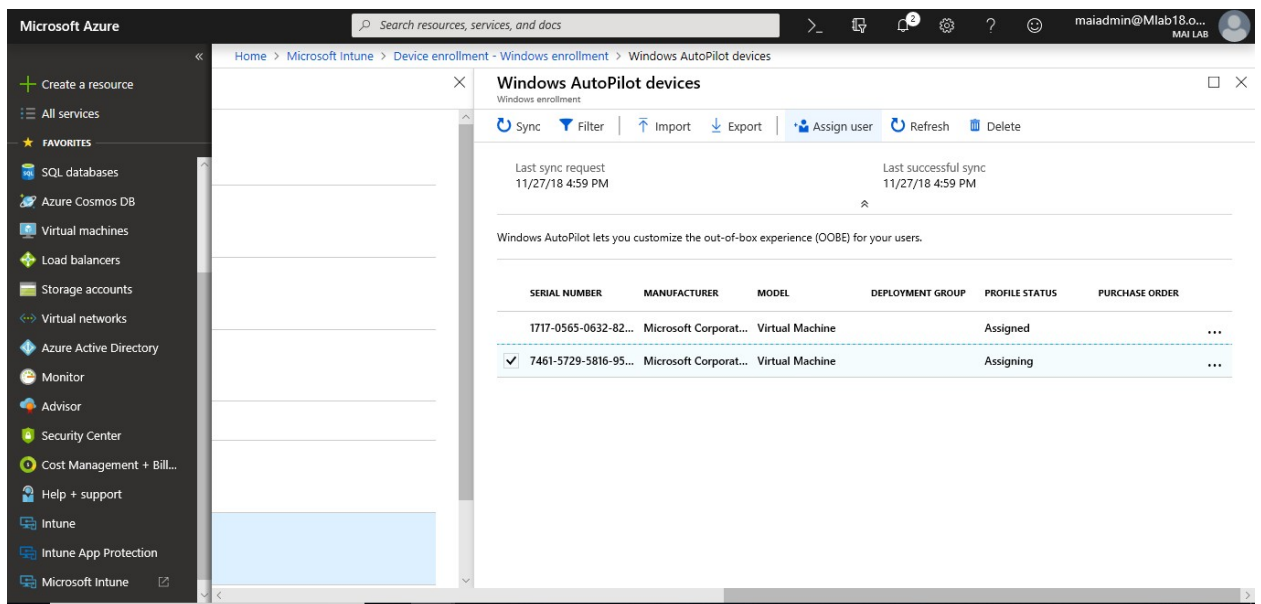 Microsoft Azure
Search resources, services, and docs
>_
2
?
maiadmin@Mlab18.o...
MAI LAB
«
Create a resource
All services
FAVORITES
SQL databases
Azure Cosmos DB
Virtual machines
Load balancers
Storage accounts
Virtual networks
Azure Active Directory
Monitor
Advisor
Security Center
Cost Management + Bill...
Help + support
Intune
Intune App Protection
Microsoft Intune
Home > Microsoft Intune > Device enrollment - Windows enrollment > Windows AutoPilot devices
Windows AutoPilot devices
Windows enrollment
Sync Filter Import Export Assign user Refresh Delete
Last sync request Last successful sync
11/27/18 4:59 PM 11/27/18 4:59 PM
Windows AutoPilot lets you customize the out-of-box experience (OOBE) for your users.
SERIAL NUMBER MANUFACTURER MODEL DEPLOYMENT GROUP PROFILE STATUS PURCHASE ORDER
1717-0565-0632-82... Microsoft Corporat... Virtual Machine Assigned ...
7461-5729-5816-95... Microsoft Corporat... Virtual Machine Assigning ...